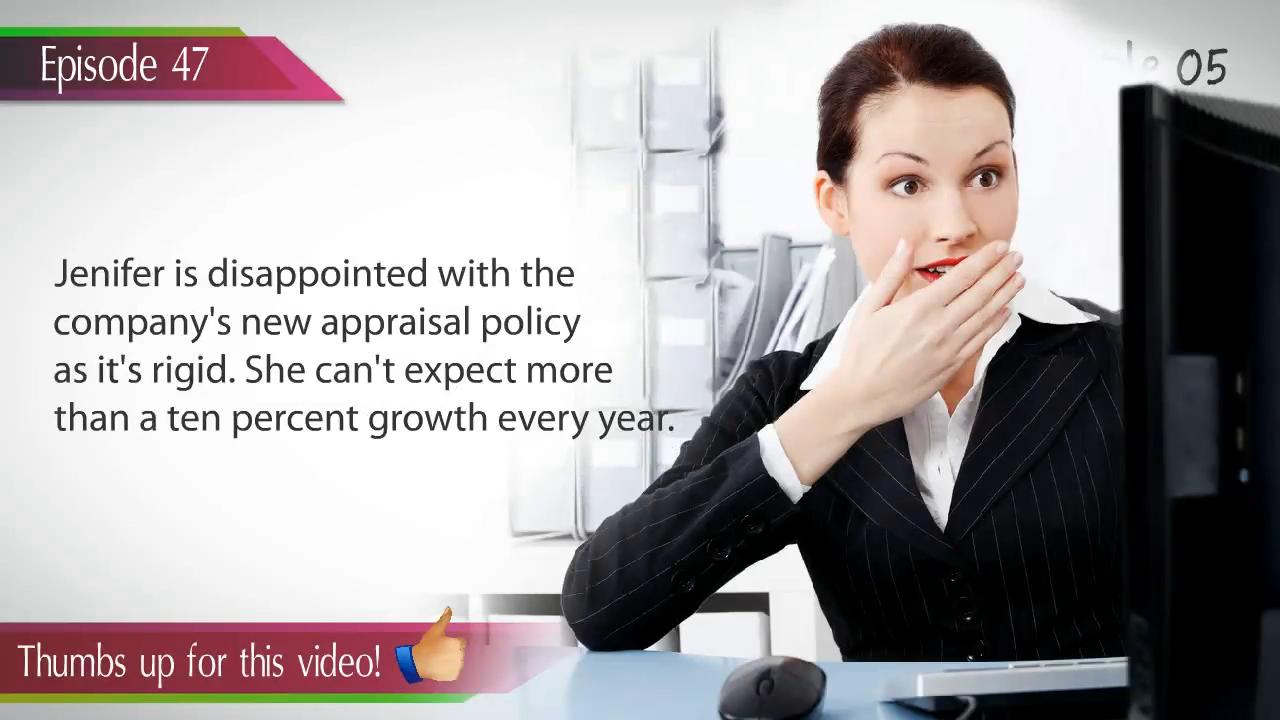 Episode 47
05
Jenifer is disappointed with the
company's new appraisal policy
as it's rigid. She can't expect more
than a ten percent growth every year.
Thumbs up for this video!